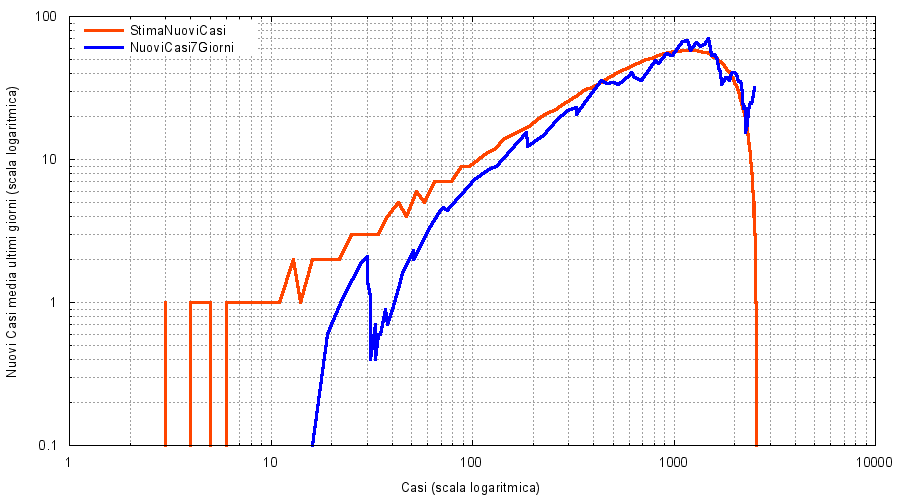 100
StimaNuoviCasi
NuoviCasi7Giorni
10
1
0.1
Nuovi Casi media ultimi giorni (scala logaritmica)
1
10
100
1000
10000
Casi (scala logaritmica)